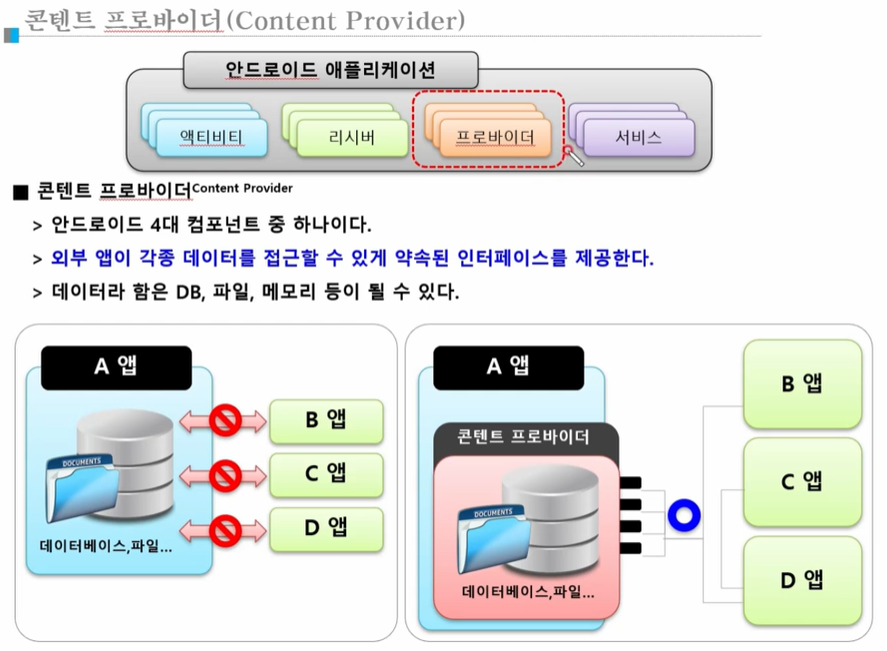 콘텐트 프로바이더(Content Provider)
안드로이드 애플리케이션
액티비티
리시버
프로바이더
서비스
■ 콘텐트 프로바이더Content Provider
> 안드로이드 4대 컴포넌트 중 하나이다.
> 외부 앱이 각종 데이터를 접근할 수 있게 약속된 인터페이스를 제공한다.
> 데이터라 함은 DB, 파일, 메모리 등이 될 수 있다.
A 앱
DOCUMENTS
데이터베이스,파일...
B 앱
C 앱
D 앱
A 앱
콘텐트 프로바이더
DOCUMENTS
데이터베이스,파일...
B 앱
C 앱
D 앱